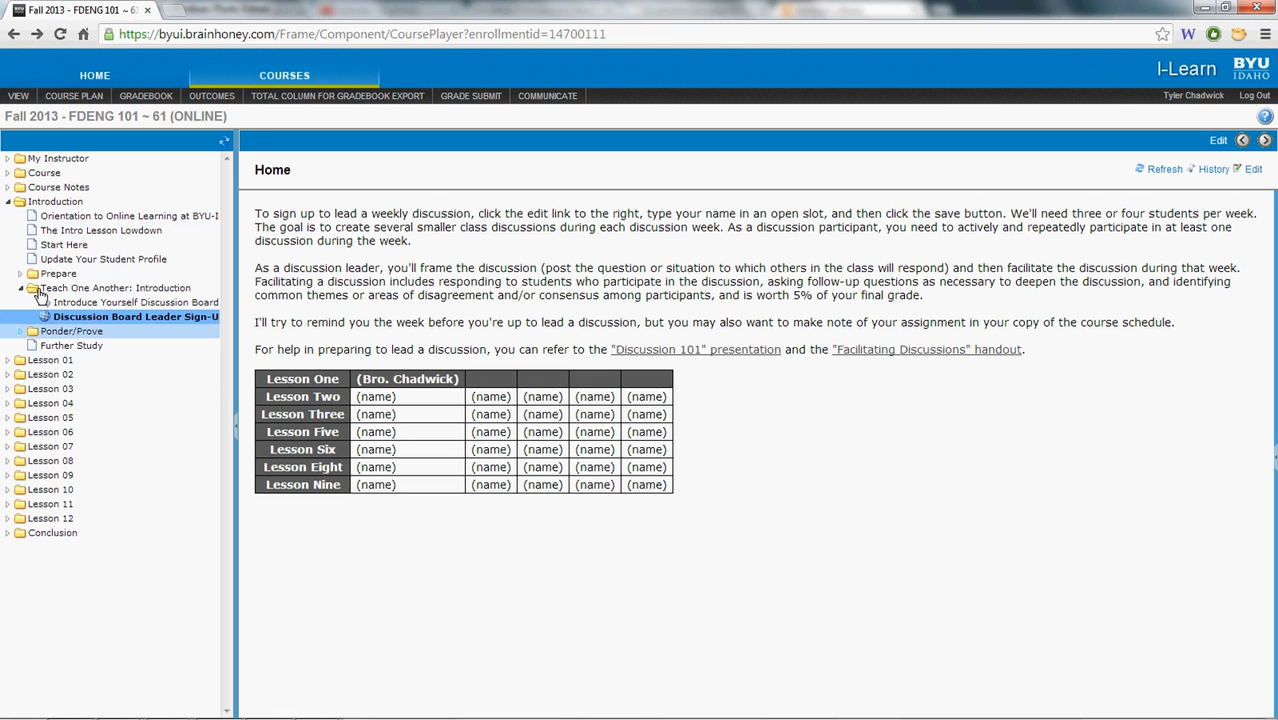 Fall 2013 - FDENG 101 ~ 61
https://byui.brainhoney.com/Frame/Component/CoursePlayer?enrollmentid=14700111
HOME
COURSES
I-Learn
BYU
IDAHO
VIEW
COURSE PLAN
GRADEBOOK
OUTCOMES
TOTAL COLUMN FOR GRADEBOOK EXPORT
GRADE SUBMIT
COMMUNICATE
Tyler Chadwick
Log Out
Fall 2013 - FDENG 101 ~ 61 (ONLINE)
Edit
My Instructor
Course
Course Notes
Introduction
Orientation to Online Learning at BYU-I
The Intro Lesson Lowdown
Start Here
Update Your Student Profile
Prepare
Teach One Another: Introduction
Introduce Yourself Discussion Board
Discussion Board Leader Sign-U
Ponder/Prove
Further Study
Lesson 01
Lesson 02
Lesson 03
Lesson 04
Lesson 05
Lesson 06
Lesson 07
Lesson 08
Lesson 09
Lesson 10
Lesson 11
Lesson 12
Conclusion
Home
Refresh
History
Edit
To sign up to lead a weekly discussion, click the edit link to the right, type your name in an open slot, and then click the save button. We'll need three or four students per week.
The goal is to create several smaller class discussions during each discussion week. As a discussion participant, you need to actively and repeatedly participate in at least one
discussion during the week.
As a discussion leader, you'll frame the discussion (post the question or situation to which others in the class will respond) and then facilitate the discussion during that week.
Facilitating a discussion includes responding to students who participate in the discussion, asking follow-up questions as necessary to deepen the discussion, and identifying
common themes or areas of disagreement and/or consensus among participants, and is worth 5% of your final grade.
I'll try to remind you the week before you're up to lead a discussion, but you may also want to make note of your assignment in your copy of the course schedule.
For help in preparing to lead a discussion, you can refer to the "Discussion 101" presentation and the "Facilitating Discussions" handout.
Lesson One (Bro. Chadwick)
Lesson Two (name) (name) (name) (name) (name)
Lesson Three (name) (name) (name) (name) (name)
Lesson Five (name) (name) (name) (name) (name)
Lesson Six (name) (name) (name) (name) (name)
Lesson Eight (name) (name) (name) (name) (name)
Lesson Nine (name) (name) (name) (name) (name)